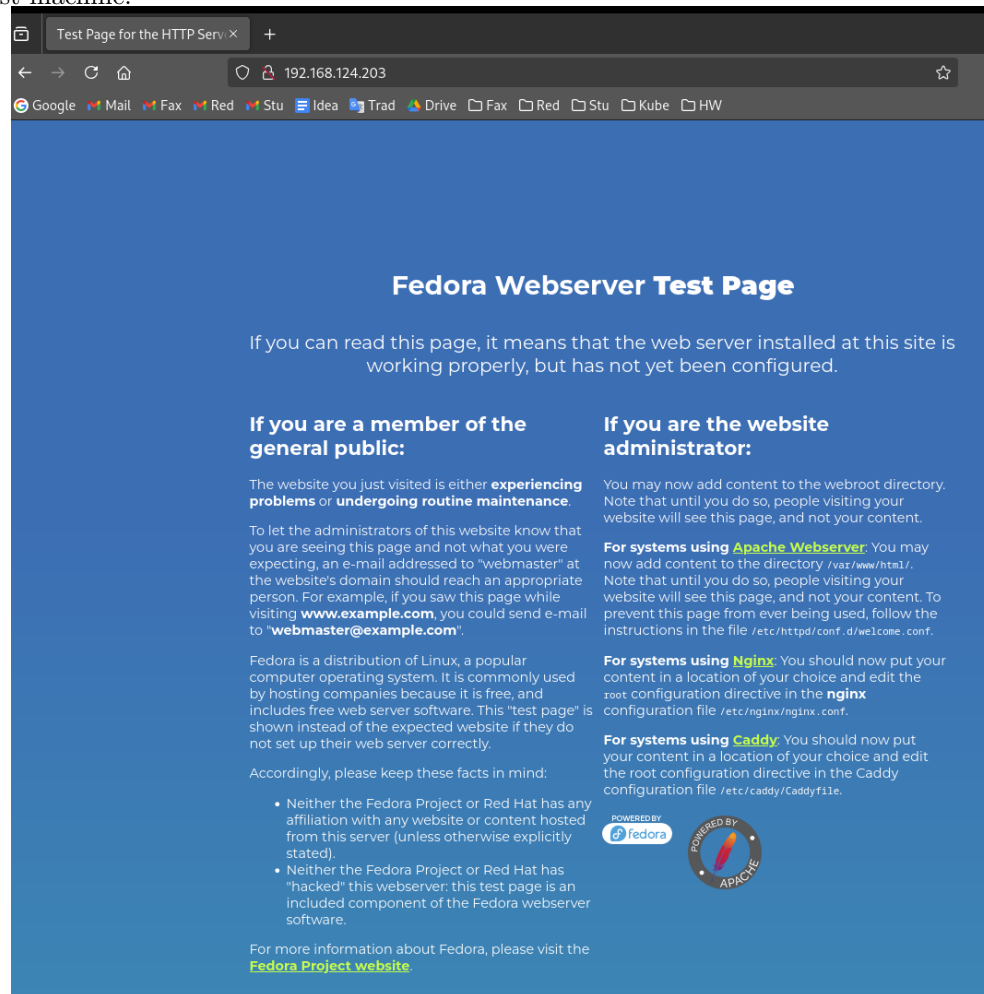 st machine.
Test Page for the HTTP Serv
192.168.124.203
Google Mail Fax Red Stu Idea Trad Drive Fax Red Stu Kube HW
Fedora Webserver Test Page
If you can read this page, it means that the web server installed at this site is
working properly, but has not yet been configured.
If you are a member of the
general public:
The website you just visited is either experiencing
problems or undergoing routine maintenance.
To let the administrators of this website know that
you are seeing this page and not what you were
expecting, an e-mail addressed to "webmaster" at
the website's domain should reach an appropriate
person. For example, if you saw this page while
visiting www.example.com, you could send e-mail
to "webmaster@example.com".
Fedora is a distribution of Linux, a popular
computer operating system. It is commonly used
by hosting companies because it is free, and
includes free web server software. This "test page" is
shown instead of the expected website if they do
not set up their web server correctly.
Accordingly, please keep these facts in mind:
• Neither the Fedora Project or Red Hat has any
affiliation with any website or content hosted
from this server (unless otherwise explicitly
stated).
• Neither the Fedora Project or Red Hat has
"hacked" this webserver: this test page is an
included component of the Fedora webserver
software.
For more information about Fedora, please visit the
Fedora Project website.
If you are the website
administrator:
You may now add content to the webroot directory.
Note that until you do so, people visiting your
website will see this page, and not your content.
For systems using Apache Webserver: You may
now add content to the directory /var/www/html/.
Note that until you do so, people visiting your
website will see this page, and not your content. To
prevent this page from ever being used, follow the
instructions in the file /etc/httpd/conf.d/welcome.conf.
For systems using Nginx: You should now put your
content in a location of your choice and edit the
root configuration directive in the nginx
configuration file /etc/nginx/nginx.conf.
For systems using Caddy: You should now put
your content in a location of your choice and edit
the root configuration directive in the Caddy
configuration file /etc/caddy/Caddyfile.
POWERED BY
fedora
POWERED BY
APACHE